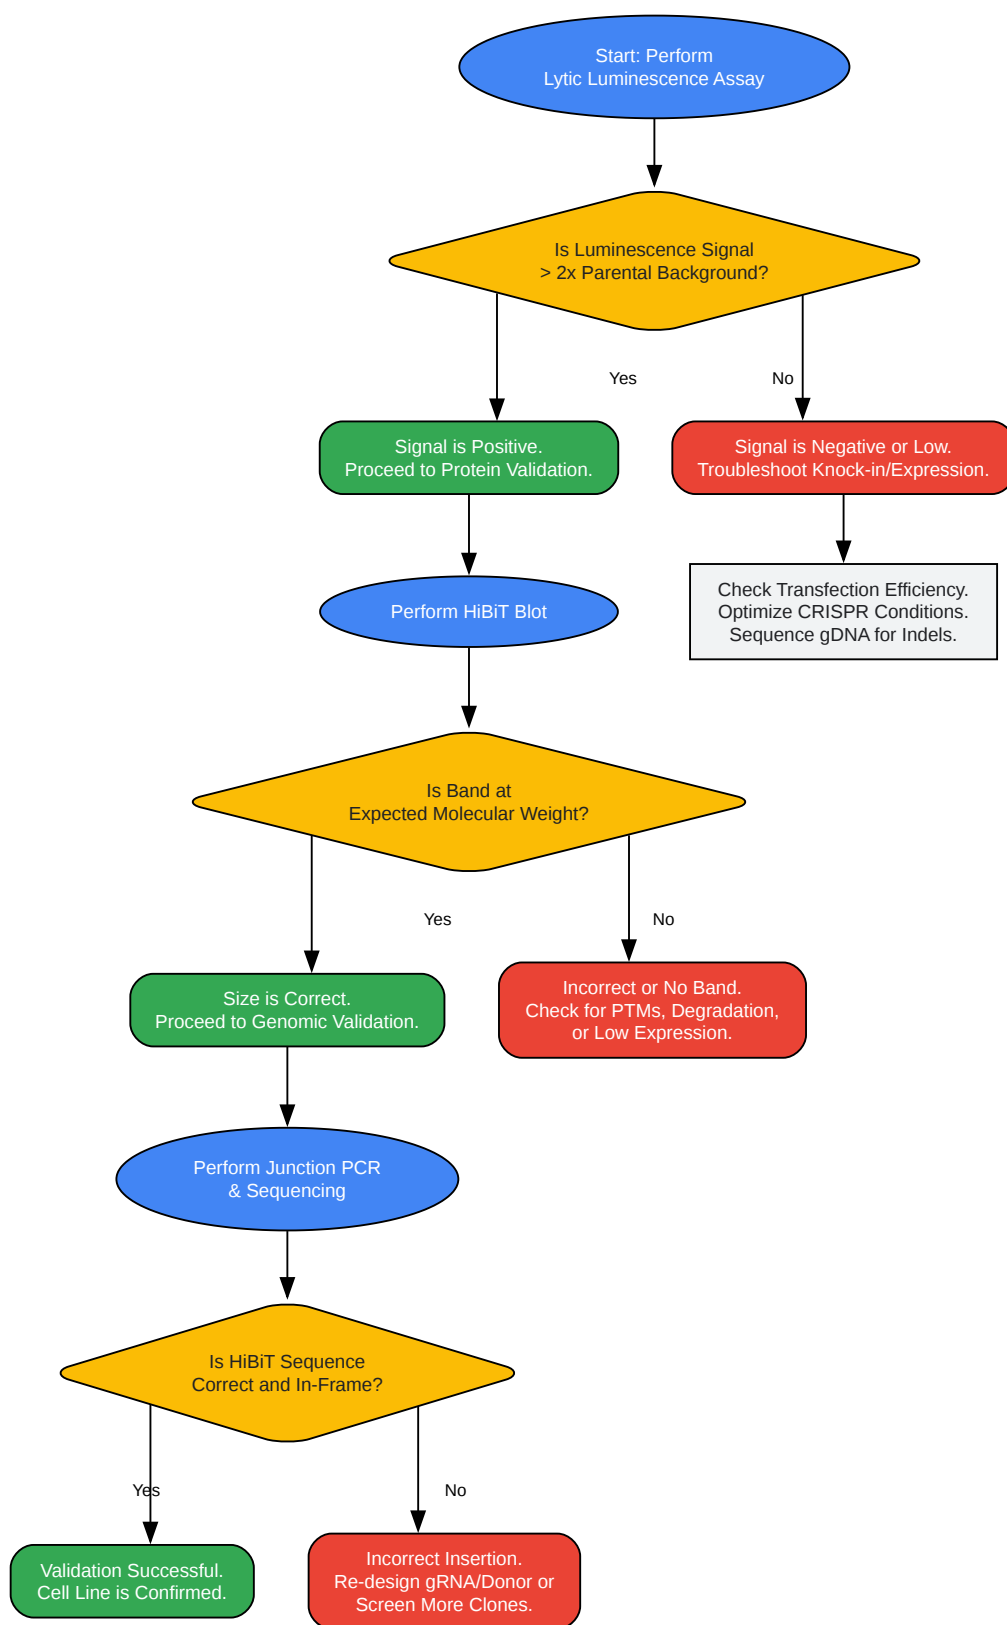 Start: Perform
Lytic Luminescence Assay
Is Luminescence Signal
> 2x Parental Background?
Yes
No
Signal is Positive.
Proceed to Protein Validation.
Signal is Negative or Low.
Troubleshoot Knock-in/Expression.
Perform HiBiT Blot
Check Transfection Efficiency.
Optimize CRISPR Conditions.
Sequence gDNA for Indels.
Is Band at
Expected Molecular Weight?
Yes
No
Size is Correct.
Proceed to Genomic Validation.
Incorrect or No Band.
Check for PTMs, Degradation,
or Low Expression.
Perform Junction PCR
& Sequencing
Is HiBiT Sequence
Correct and In-Frame?
Yes
No
Validation Successful.
Cell Line is Confirmed.
Incorrect Insertion.
Re-design gRNA/Donor or
Screen More Clones.